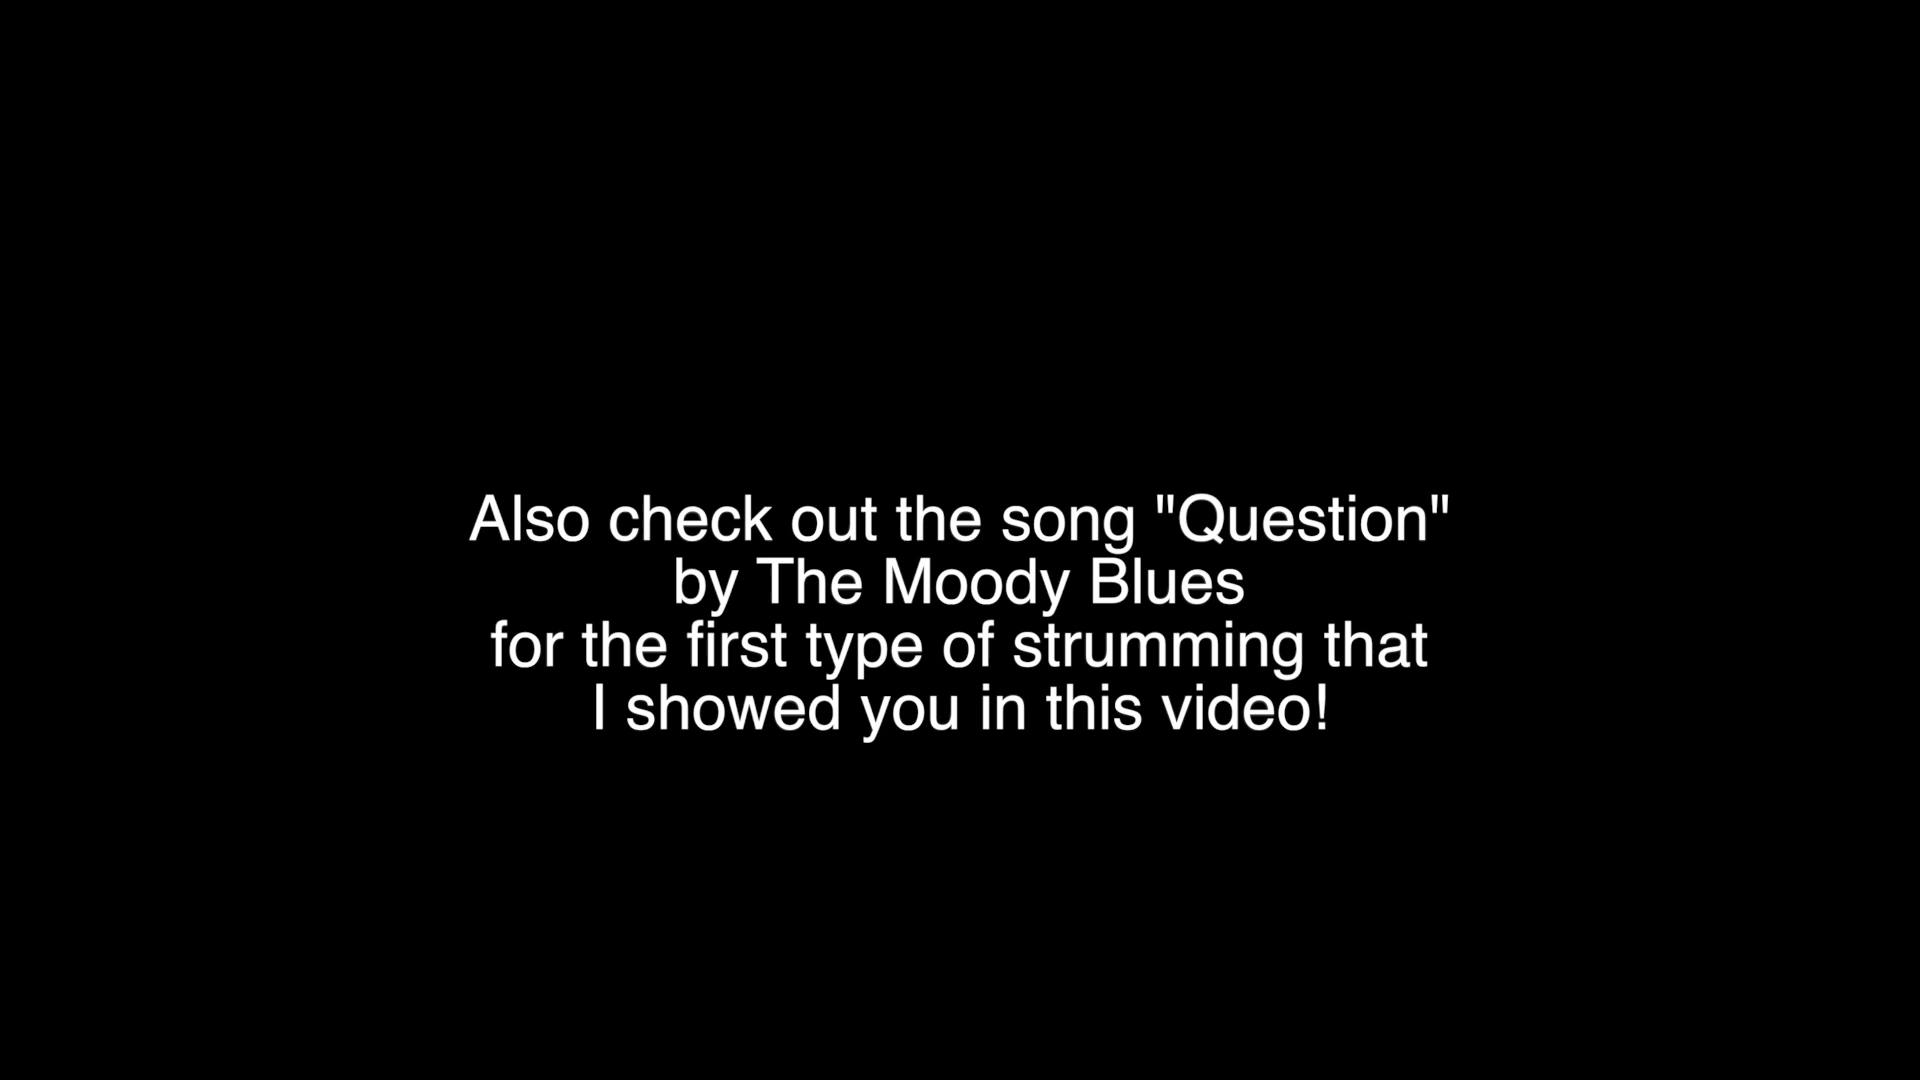 Also check out the song "Question"
by The Moody Blues
for the first type of strumming that
I showed you in this video!